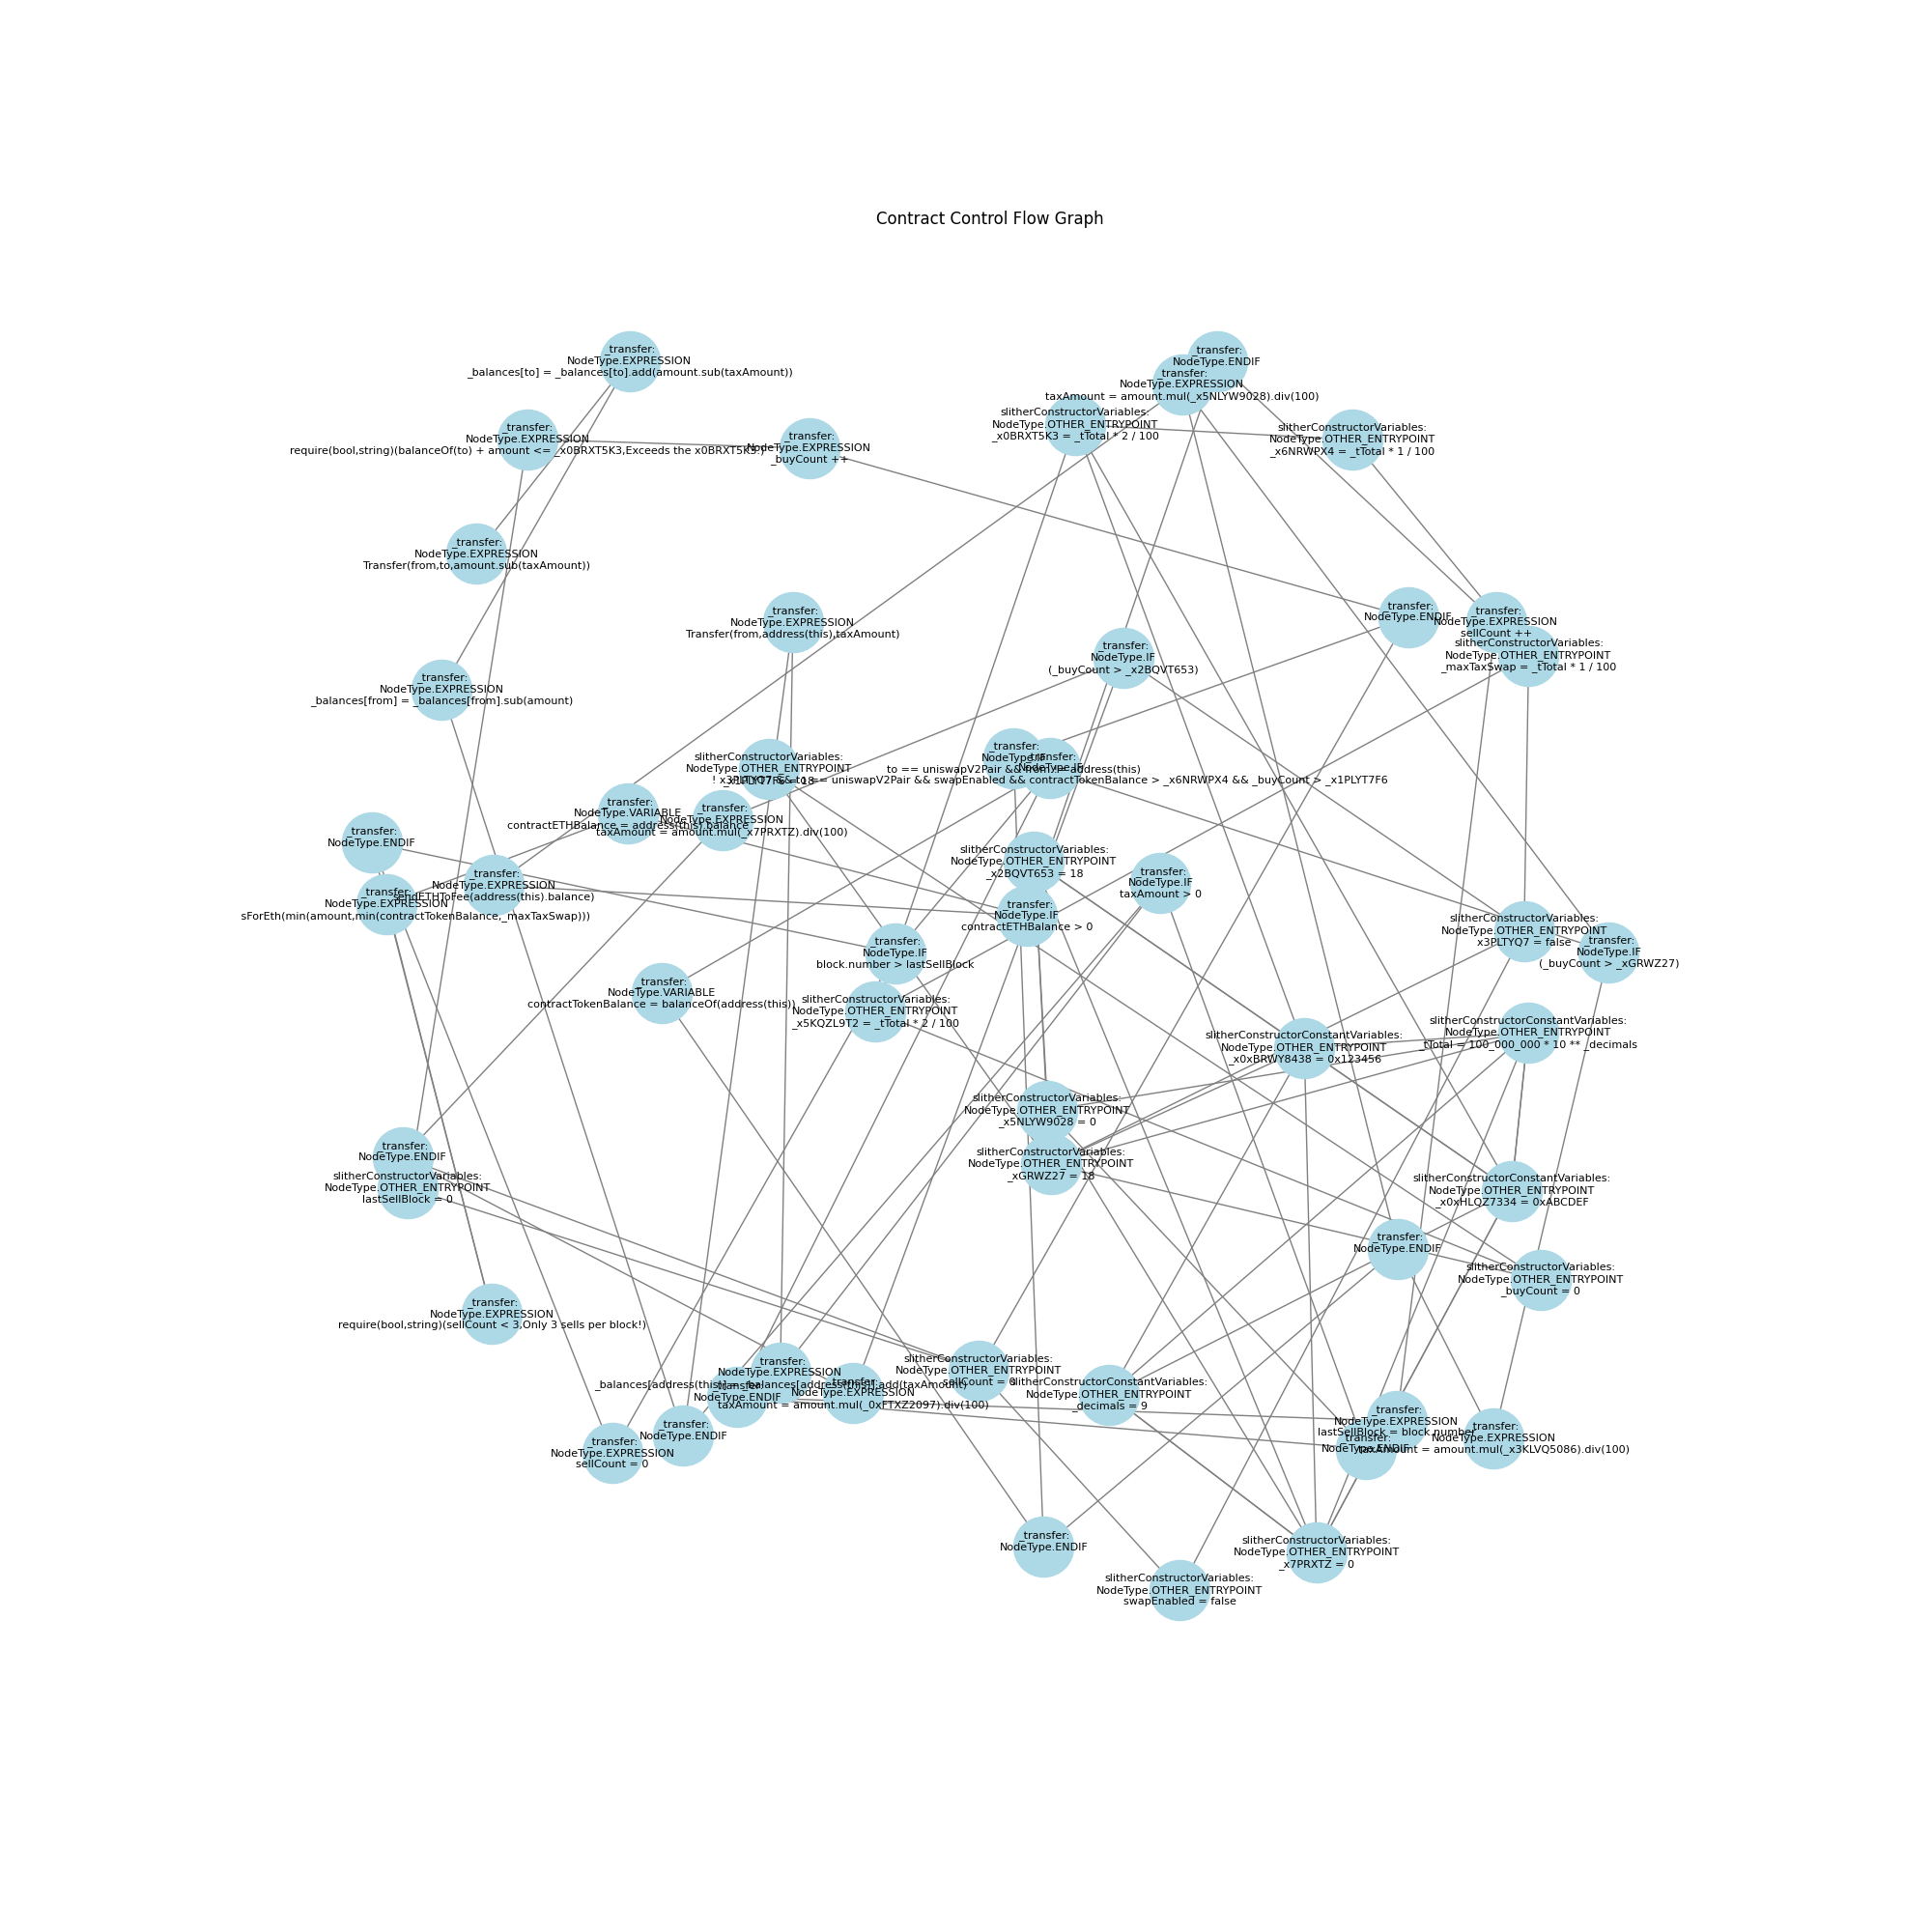 Contract Control Flow Graph
_transfer:
NodeType.EXPRESSION
_balances[to] = _balances[to].add(amount.sub(taxAmount))
_transfer:
NodeType.ENDIF
_transfer:
NodeType.EXPRESSION
taxAmount = amount.mul(_x5NLYW9028).div(100)
slitherConstructorVariables:
NodeType.OTHER_ENTRYPOINT
_x0BRXT5K3 = _tTotal * 2 / 100
_transfer:
NodeType.EXPRESSION
require(bool,string)(balanceOf(to) + amount <= _x0BRXT5K3,Exceeds the x0BRXT5K3.)
_transfer:
NodeType.EXPRESSION
_buyCount ++
slitherConstructorVariables:
NodeType.OTHER_ENTRYPOINT
_x6NRWPX4 = _tTotal * 1 / 100
_transfer:
NodeType.EXPRESSION
Transfer(from,to,amount.sub(taxAmount))
_transfer:
NodeType.EXPRESSION
Transfer(from,address(this),taxAmount)
_transfer:
NodeType.ENDIF
_transfer:
NodeType.EXPRESSION
sellCount ++
slitherConstructorVariables:
NodeType.OTHER_ENTRYPOINT
_maxTaxSwap = _tTotal * 1 / 100
_transfer:
NodeType.IF
(_buyCount > _x2BQVT653)
_transfer:
NodeType.EXPRESSION
_balances[from] = _balances[from].sub(amount)
slitherConstructorVariables:
NodeType.OTHER_ENTRYPOINT
_x1PLYT7F6 = 18
_transfer:
NodeType.IF
to == uniswapV2Pair && from != address(this)
_transfer:
NodeType.IF
! x3PLTYQ7 && to == uniswapV2Pair && swapEnabled && contractTokenBalance > _x6NRWPX4 && _buyCount > _x1PLYT7F6
_transfer:
NodeType.VARIABLE
contractETHBalance = address(this).balance
_transfer:
NodeType.EXPRESSION
taxAmount = amount.mul(_x7PRXTZ).div(100)
_transfer:
NodeType.ENDIF
slitherConstructorVariables:
NodeType.OTHER_ENTRYPOINT
_x2BQVT653 = 18
_transfer:
NodeType.EXPRESSION
sendETHToFee(address(this).balance)
_transfer:
NodeType.EXPRESSION
sForEth(min(amount,min(contractTokenBalance,_maxTaxSwap)))
_transfer:
NodeType.IF
taxAmount > 0
_transfer:
NodeType.IF
contractETHBalance > 0
_transfer:
NodeType.IF
block.number > lastSellBlock
slitherConstructorVariables:
NodeType.OTHER_ENTRYPOINT
x3PLTYQ7 = false
_transfer:
NodeType.IF
(_buyCount > _xGRWZ27)
_transfer:
NodeType.VARIABLE
contractTokenBalance = balanceOf(address(this))
slitherConstructorVariables:
NodeType.OTHER_ENTRYPOINT
_x5KQZL9T2 = _tTotal * 2 / 100
slitherConstructorConstantVariables:
NodeType.OTHER_ENTRYPOINT
_x0xBRWY8438 = 0x123456
slitherConstructorConstantVariables:
NodeType.OTHER_ENTRYPOINT
_tTotal = 100_000_000 * 10 ** _decimals
slitherConstructorVariables:
NodeType.OTHER_ENTRYPOINT
_x5NLYW9028 = 0
slitherConstructorVariables:
NodeType.OTHER_ENTRYPOINT
_xGRWZ27 = 18
_transfer:
NodeType.ENDIF
slitherConstructorVariables:
NodeType.OTHER_ENTRYPOINT
lastSellBlock = 0
slitherConstructorConstantVariables:
NodeType.OTHER_ENTRYPOINT
_x0xHLQZ7334 = 0xABCDEF
_transfer:
NodeType.ENDIF
slitherConstructorVariables:
NodeType.OTHER_ENTRYPOINT
_buyCount = 0
_transfer:
NodeType.EXPRESSION
require(bool,string)(sellCount < 3,Only 3 sells per block!)
_transfer:
NodeType.EXPRESSION
_balances[address(this)] = _balances[address(this)].add(taxAmount)
_transfer:
NodeType.ENDIF
_transfer:
NodeType.EXPRESSION
taxAmount = amount.mul(_0xFTXZ2097).div(100)
slitherConstructorVariables:
NodeType.OTHER_ENTRYPOINT
sellCount = 0
slitherConstructorConstantVariables:
NodeType.OTHER_ENTRYPOINT
_decimals = 9
_transfer:
NodeType.EXPRESSION
lastSellBlock = block.number
_transfer:
NodeType.ENDIF
_transfer:
NodeType.EXPRESSION
taxAmount = amount.mul(_x3KLVQ5086).div(100)
_transfer:
NodeType.ENDIF
_transfer:
NodeType.EXPRESSION
sellCount = 0
_transfer:
NodeType.ENDIF
slitherConstructorVariables:
NodeType.OTHER_ENTRYPOINT
_x7PRXTZ = 0
slitherConstructorVariables:
NodeType.OTHER_ENTRYPOINT
swapEnabled = false